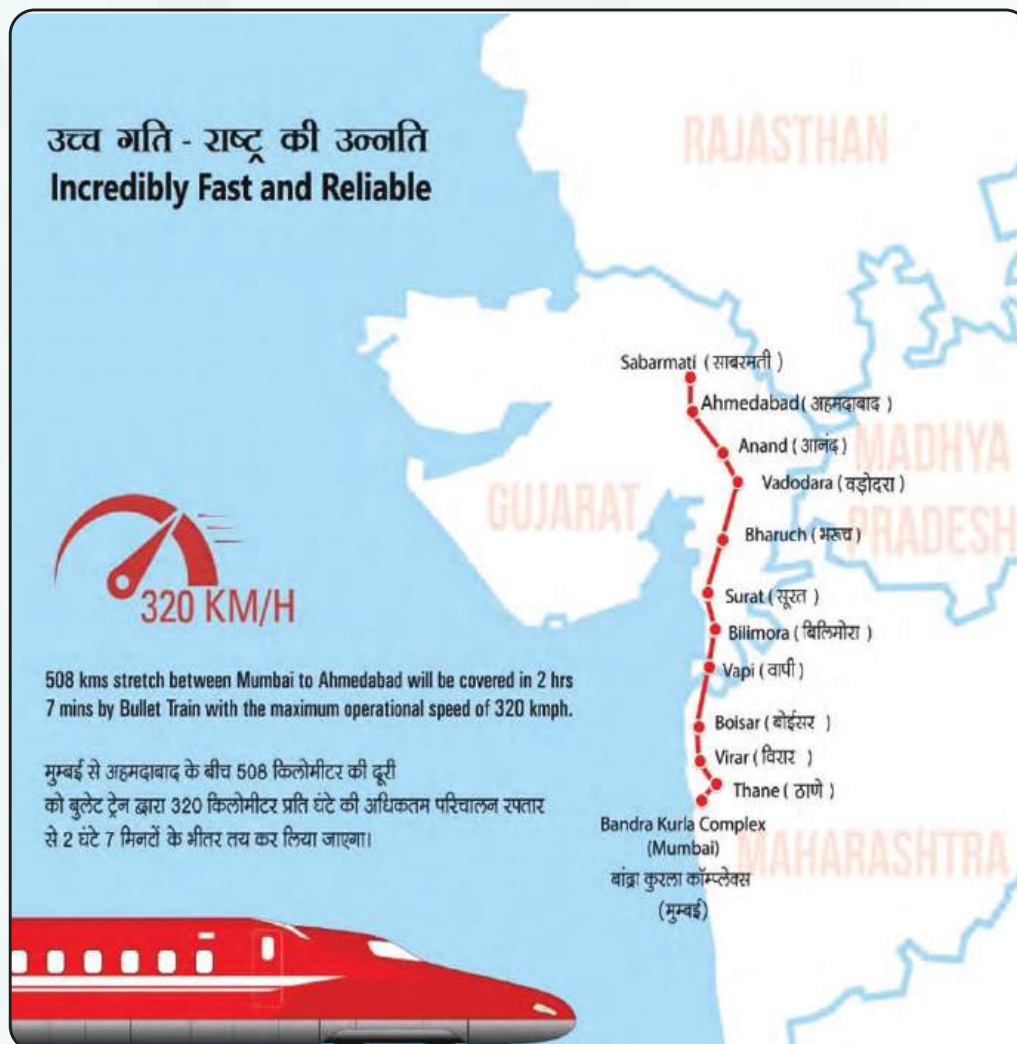 उच्च गति - राष्ट्र की उन्नति
Incredibly Fast and Reliable
RAJASTHAN
Sabarmati (साबरमती )
Ahmedabad( अहमदाबाद )
Anand ( आनंद)
MADHYA
PRADESH
Vadodara ( वड़ोदरा )
GUJARAT
Bharuch ( भरूच )
320 KM/H
Surat ( सूरत )
Bilimora ( बिलिमोरा )
Vapi ( वापी )
508 kms stretch between Mumbai to Ahmedabad will be covered in 2 hrs
7 mins by Bullet Train with the maximum operational speed of 320 kmph.
Boisar ( बोईसर )
Virar ( विरार )
Thane ( ठाणे )
मुम्बई से अहमदाबाद के बीच 508 किलोमीटर की दूरी
को बुलेट ट्रेन द्वारा 320 किलोमीटर प्रति घंटे की अधिकतम परिचालन रफ्तार
से 2 घंटे 7 मिनटों के भीतर तय कर लिया जाएगा।
Bandra Kurla Complex
(Mumbai)
बांद्रा कुरला कॉम्प्लेक्स
(मुम्बई)
MAHARASHTRA